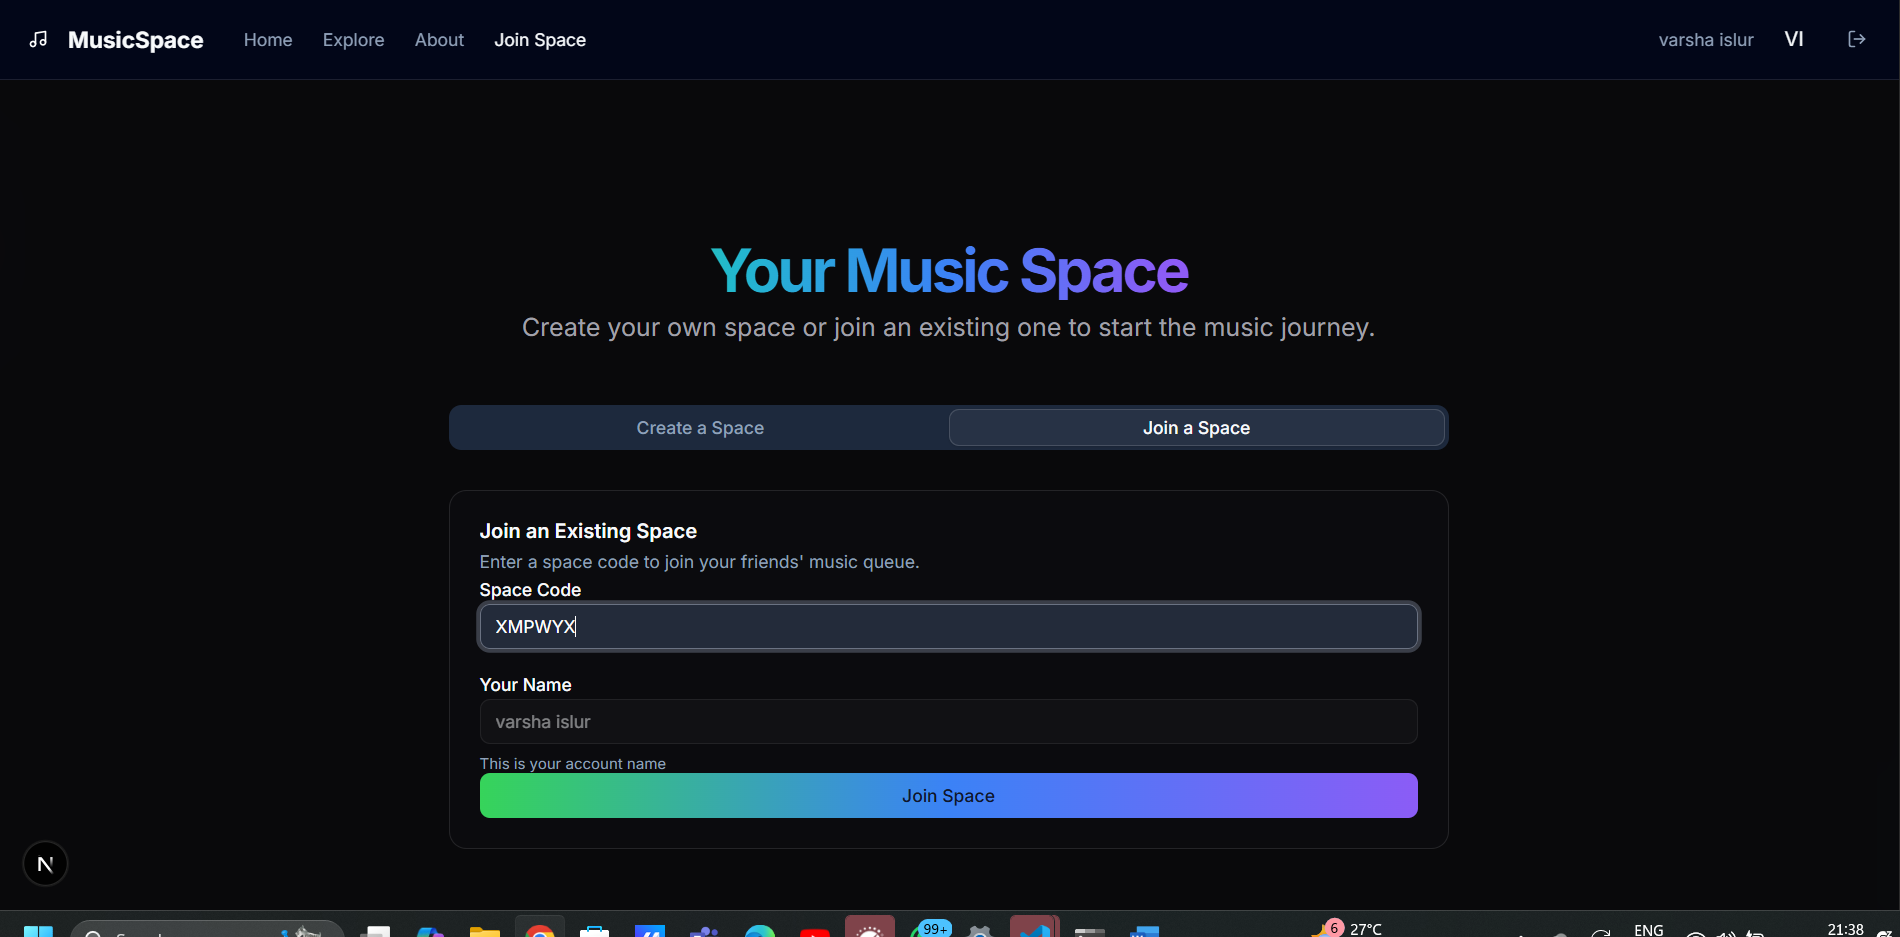 MusicSpace Home Explore About Join Space varsha islur VI
Your Music Space
Create your own space or join an existing one to start the music journey.
Create a Space Join a Space
Join an Existing Space
Enter a space code to join your friends' music queue.
Space Code
XMPWYX
Your Name
varsha islur
This is your account name
Join Space
N
99+ 6 27°C ENG 21:38